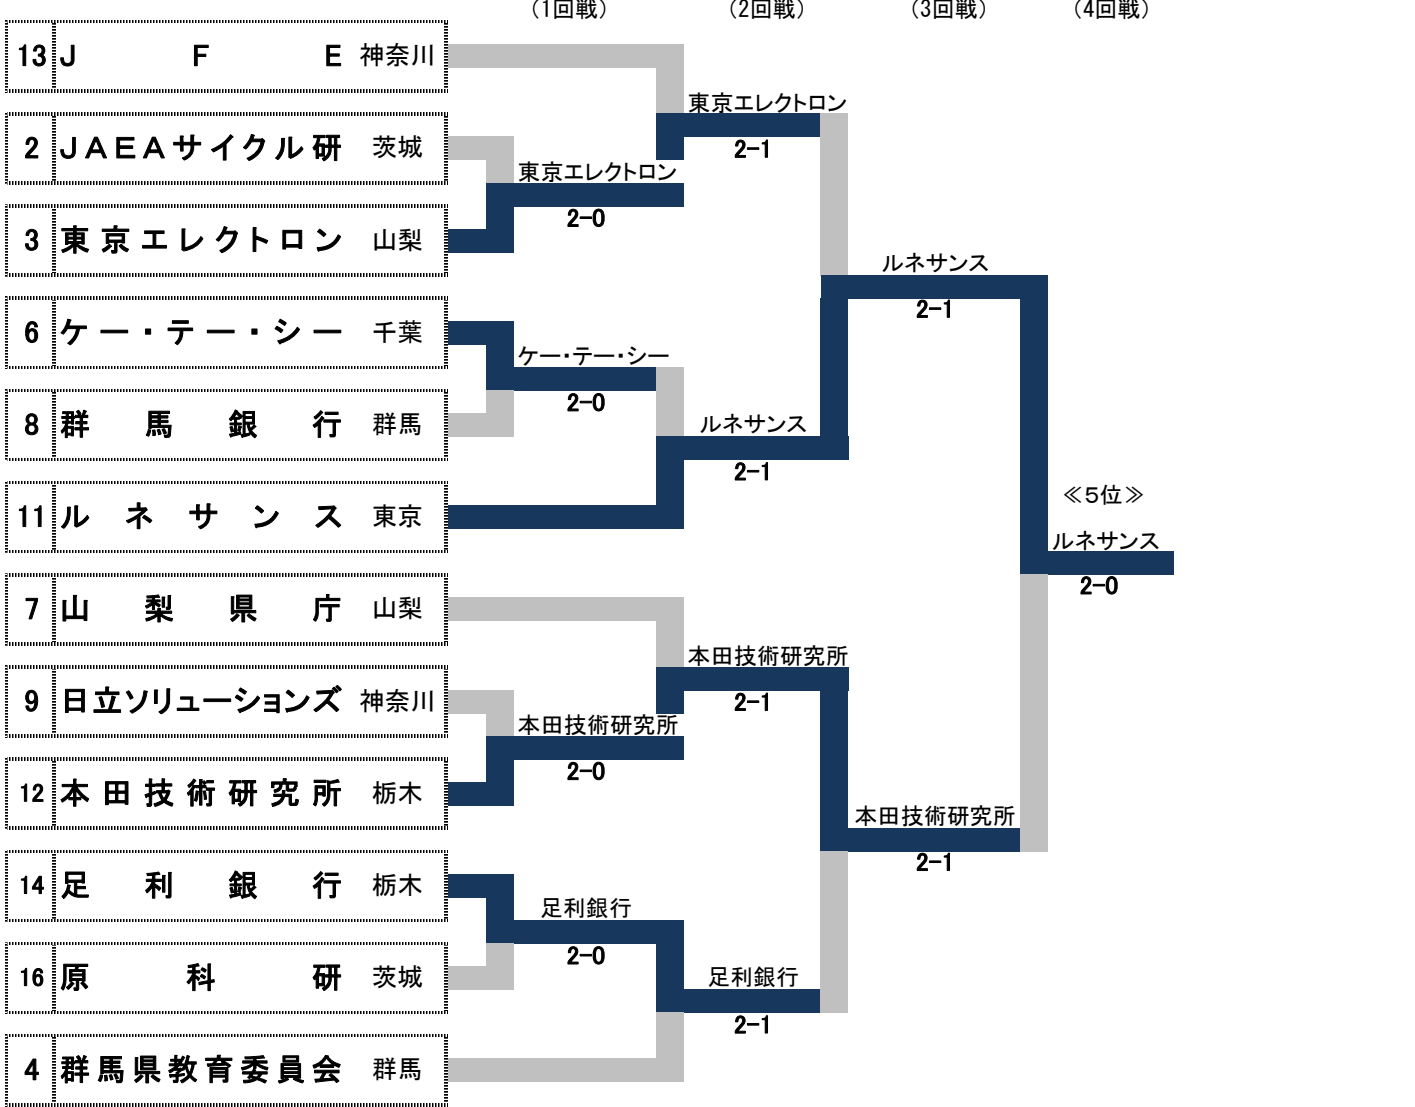 （1回戦） （2回戦） （3回戦） （4回戦）
13 J F E 神奈川
東京エレクトロン
2 JAEAサイクル研 茨城
2-1
東京エレクトロン
2-0
3 東京エレクトロン 山梨
ルネサンス
2-1
6 ケー・テー・シー 千葉
ケー・テー・シー
2-0
8 群馬銀行 群馬
ルネサンス
2-1
≪5位≫
11 ルネサンス 東京
ルネサンス
2-0
7 山梨県庁 山梨
本田技術研究所
2-1
9 日立ソリューションズ 神奈川
本田技術研究所
2-0
12 本田技術研究所 栃木
本田技術研究所
2-1
14 足利銀行 栃木
足利銀行
2-0
16 原科研 茨城
足利銀行
2-1
4 群馬県教育委員会 群馬